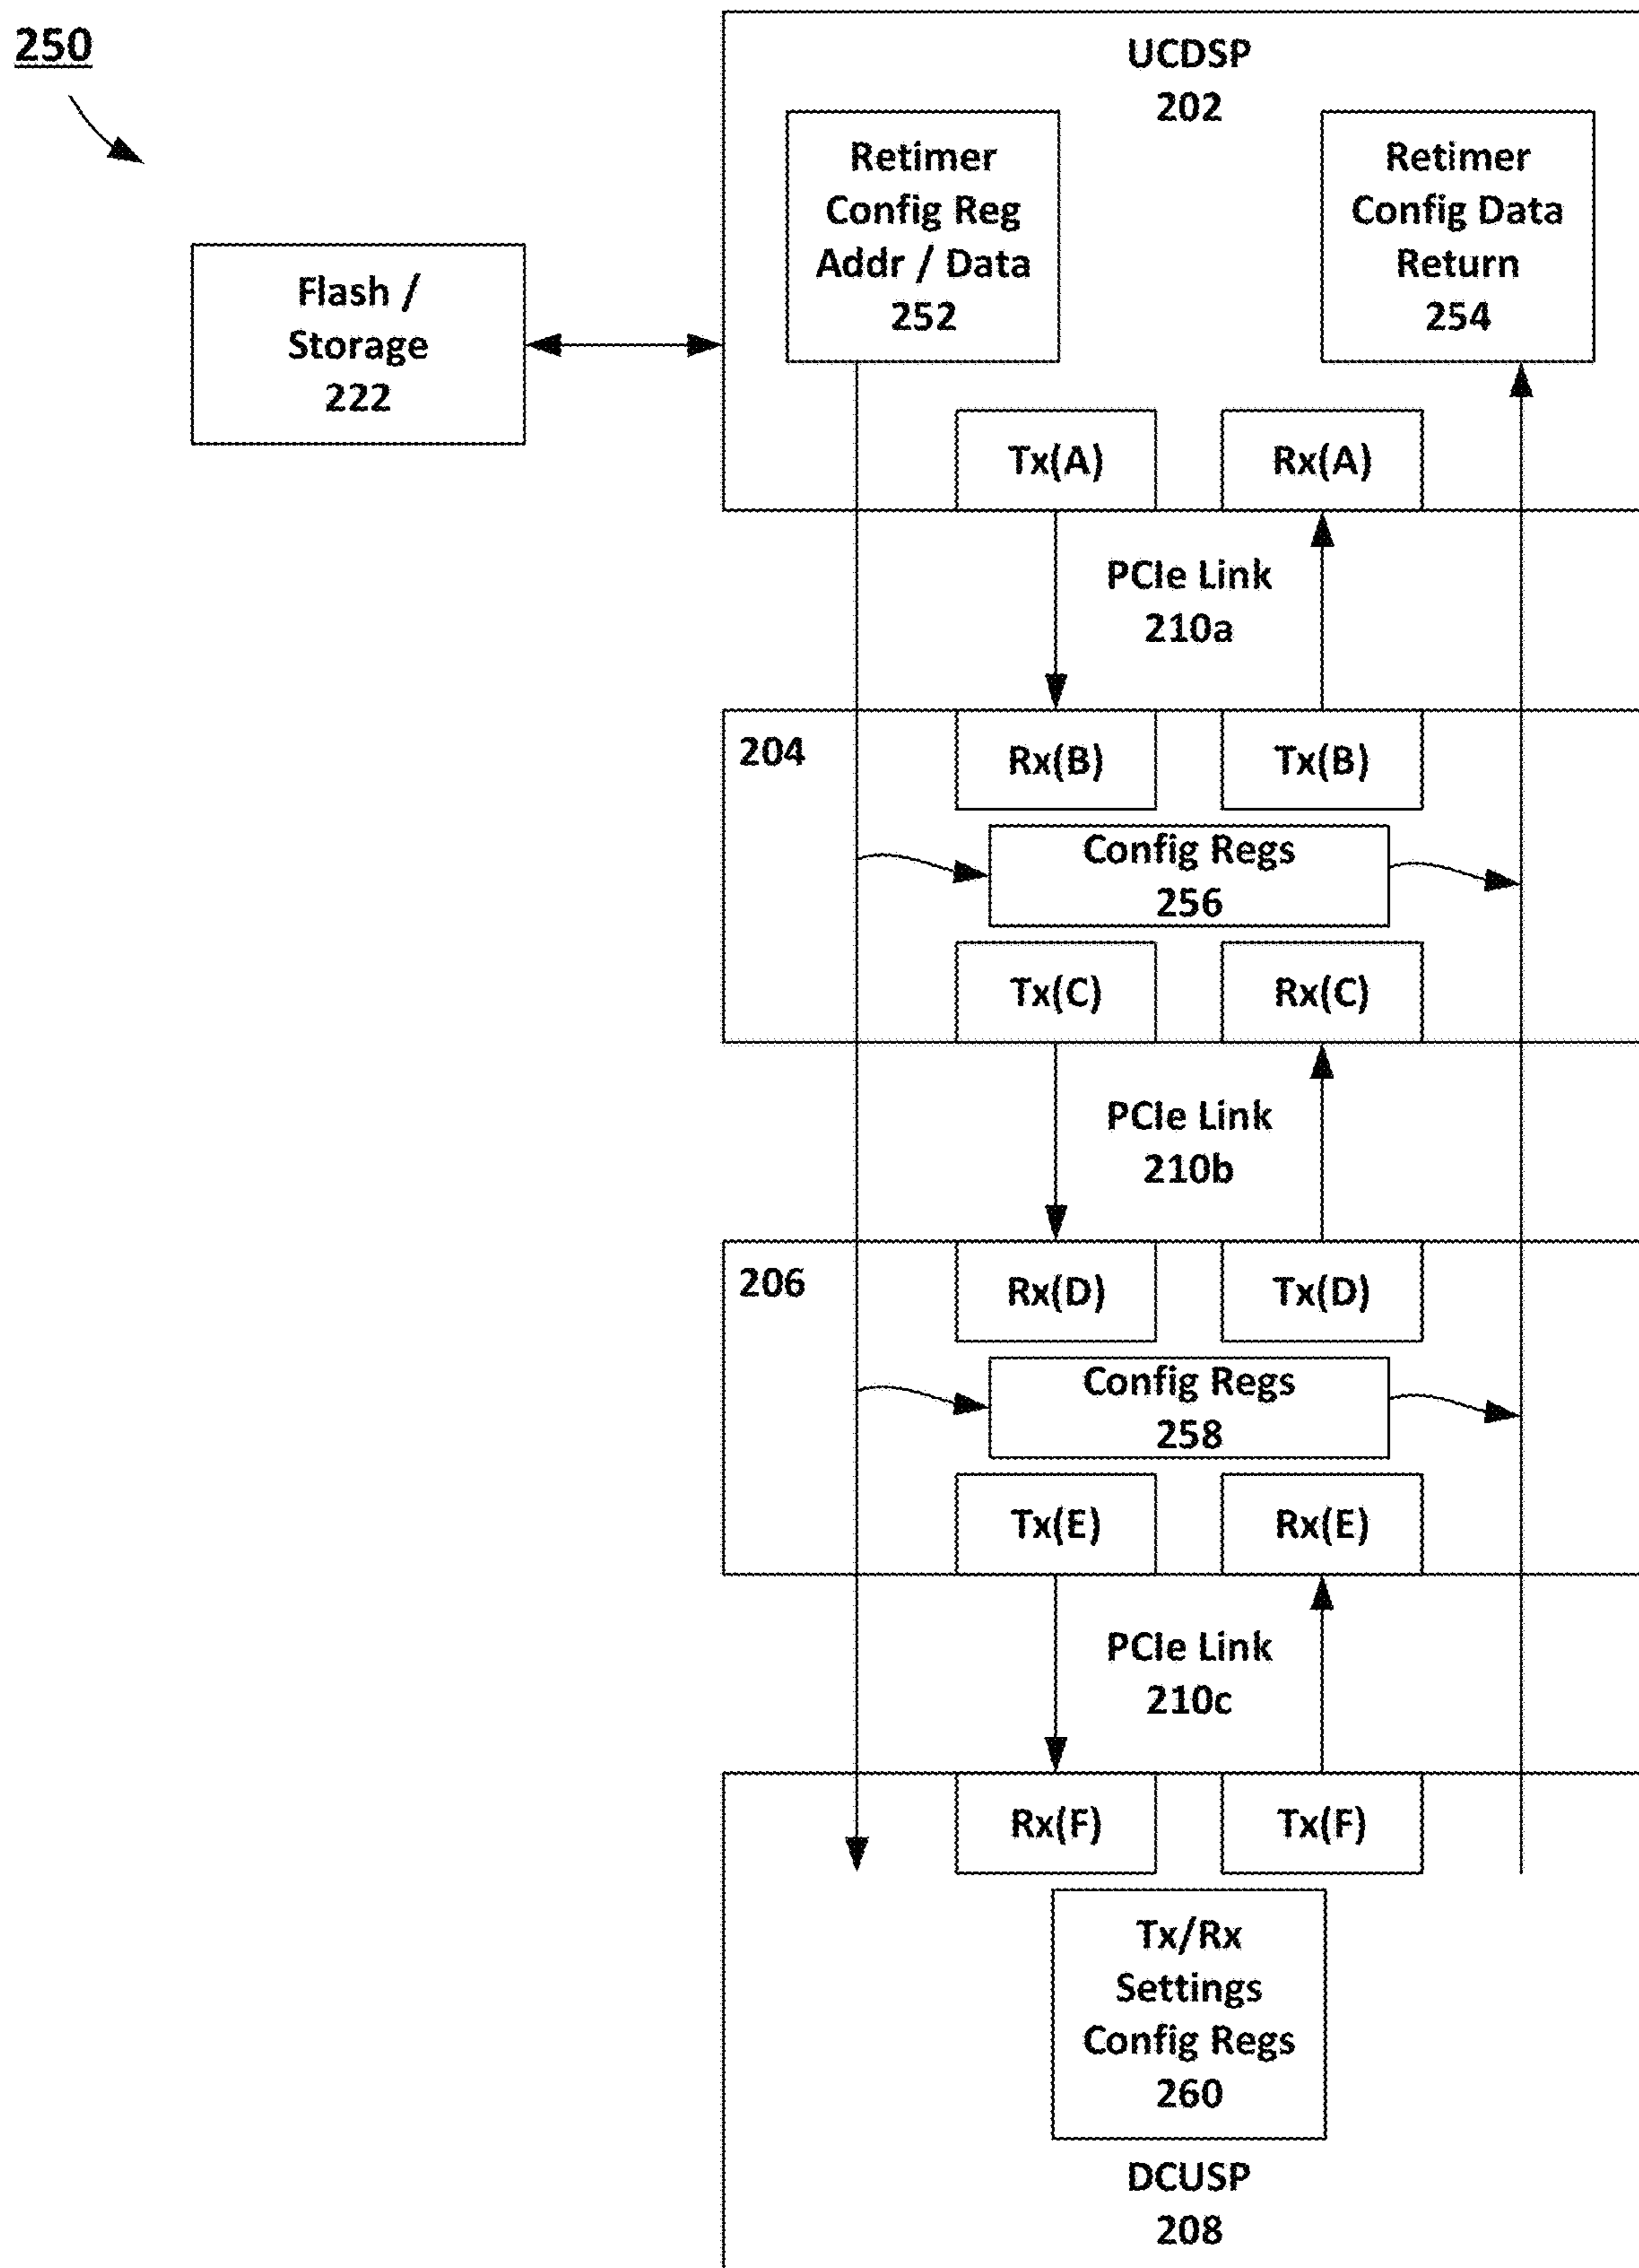 250
UCDSP
202
Retimer
Config Reg
Addr / Data
252
Retimer
Config Data
Return
254
Flash /
Storage
222
Tx(A)
Rx(A)
PCIe Link
210a
204
Rx(B)
Tx(B)
Config Regs
256
Tx(C)
Rx(C)
PCIe Link
210b
206
Rx(D)
Tx(D)
Config Regs
258
Tx(E)
Rx(E)
PCIe Link
210c
Rx(F)
Tx(F)
Tx/Rx
Settings
Config Regs
260
DCUSP
208